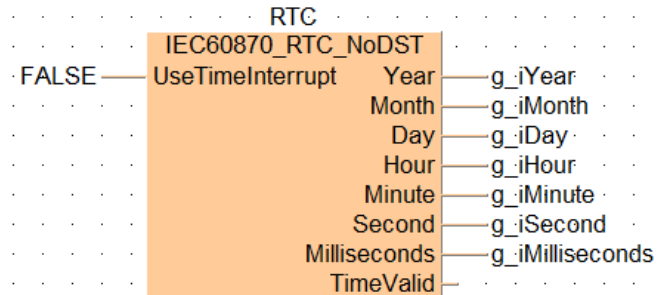 RTC
IEC60870_RTC_NoDST
FALSE UseTimeInterrupt Year g_iYear
Month g_iMonth
Day g_iDay
Hour g_iHour
Minute g_iMinute
Second g_iSecond
Milliseconds g_iMilliseconds
TimeValid